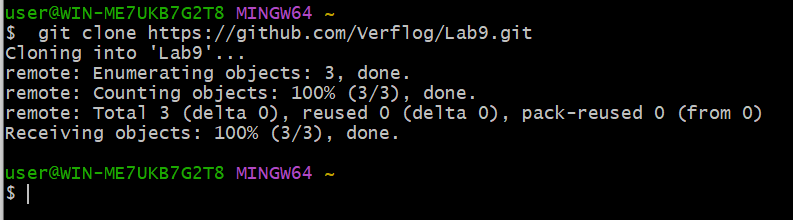 user@WIN-ME7UKB7G2T8 MINGW64 ~
$  git clone https://github.com/Verflog/Lab9.git
Cloning into 'Lab9'...
remote: Enumerating objects: 3, done.
remote: Counting objects: 100% (3/3), done.
remote: Total 3 (delta 0), reused 0 (delta 0), pack-reused 0 (from 0)
Receiving objects: 100% (3/3), done.
user@WIN-ME7UKB7G2T8 MINGW64 ~
$